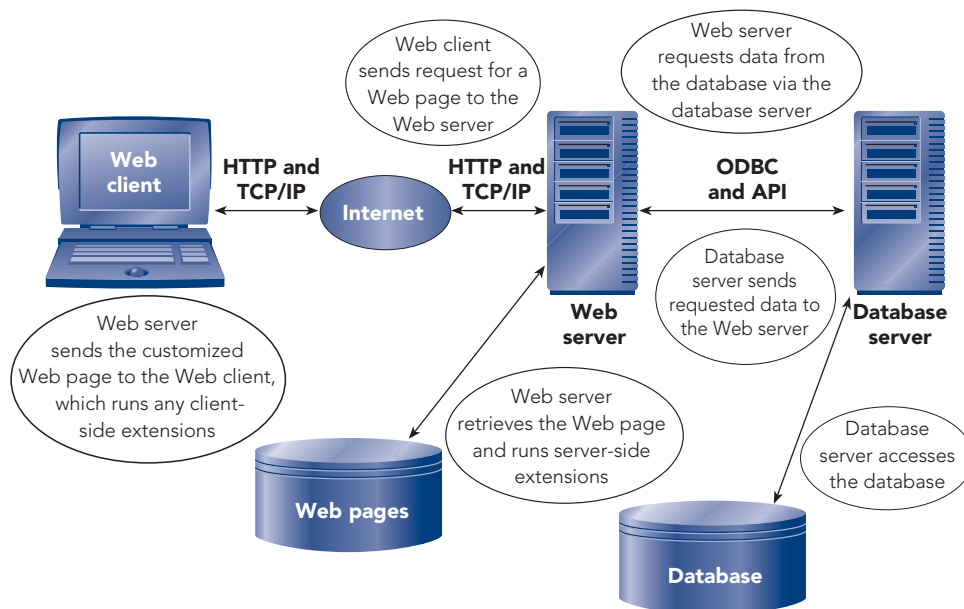 Web client
sends request for a
Web page to the
Web server
Web server
requests data from
the database via the
database server
Web
client
HTTP and
TCP/IP
Internet
HTTP and
TCP/IP
ODBC
and API
Web
server
Database
server sends
requested data to
the Web server
Database
server
Web server
sends the customized
Web page to the Web client,
which runs any client-
side extensions
Web server
retrieves the Web page
and runs server-side
extensions
Database
server accesses
the database
Web pages
Database